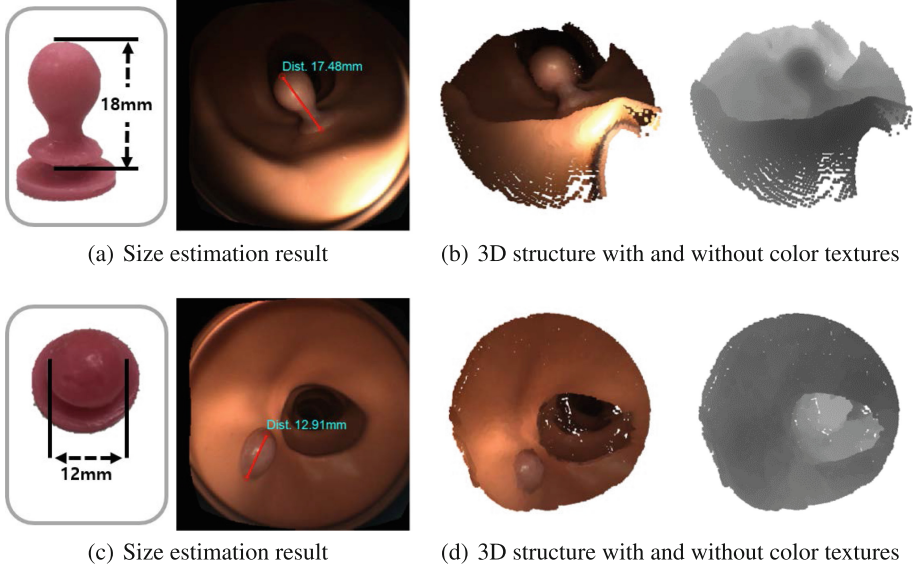 18mm
Dist. 17.48mm
(a) Size estimation result
(b) 3D structure with and without color textures
12mm
Dist. 12.91mm
(c) Size estimation result
(d) 3D structure with and without color textures